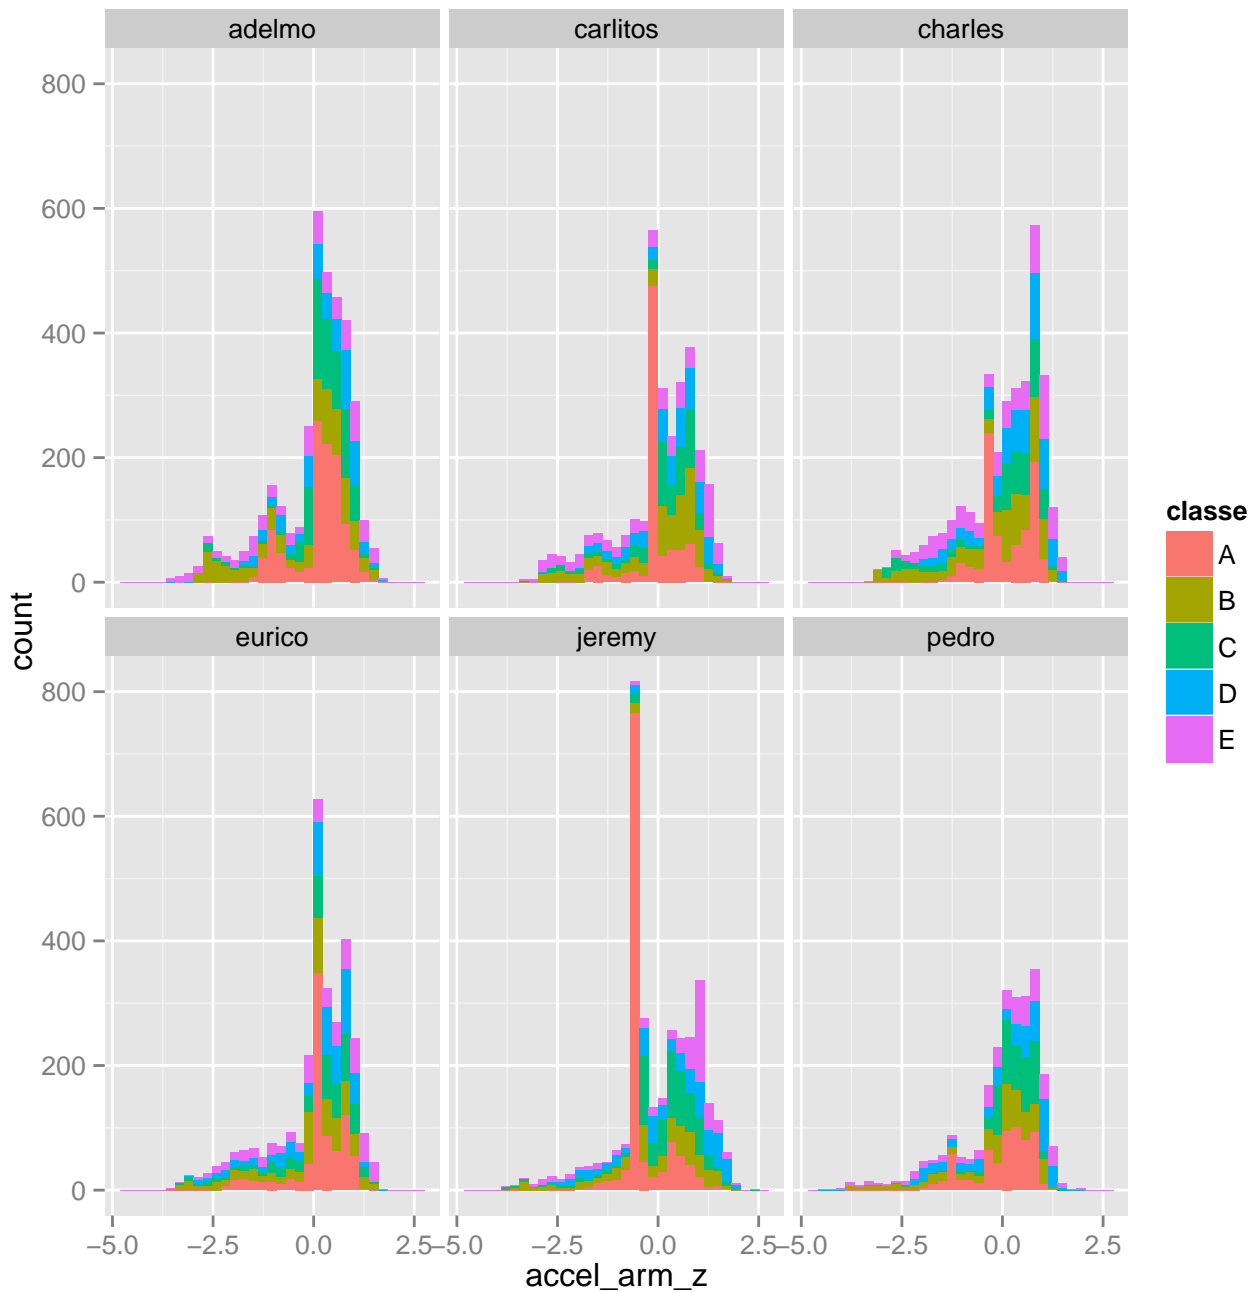 adelmo carlitos charles
800
600
400
200
0
count
eurico jeremy pedro
800
600
400
200
0
−5.0 −2.5 0.0 2.5 −5.0 −2.5 0.0 2.5 −5.0 −2.5 0.0 2.5
accel_arm_z
classe
A
B
C
D
E